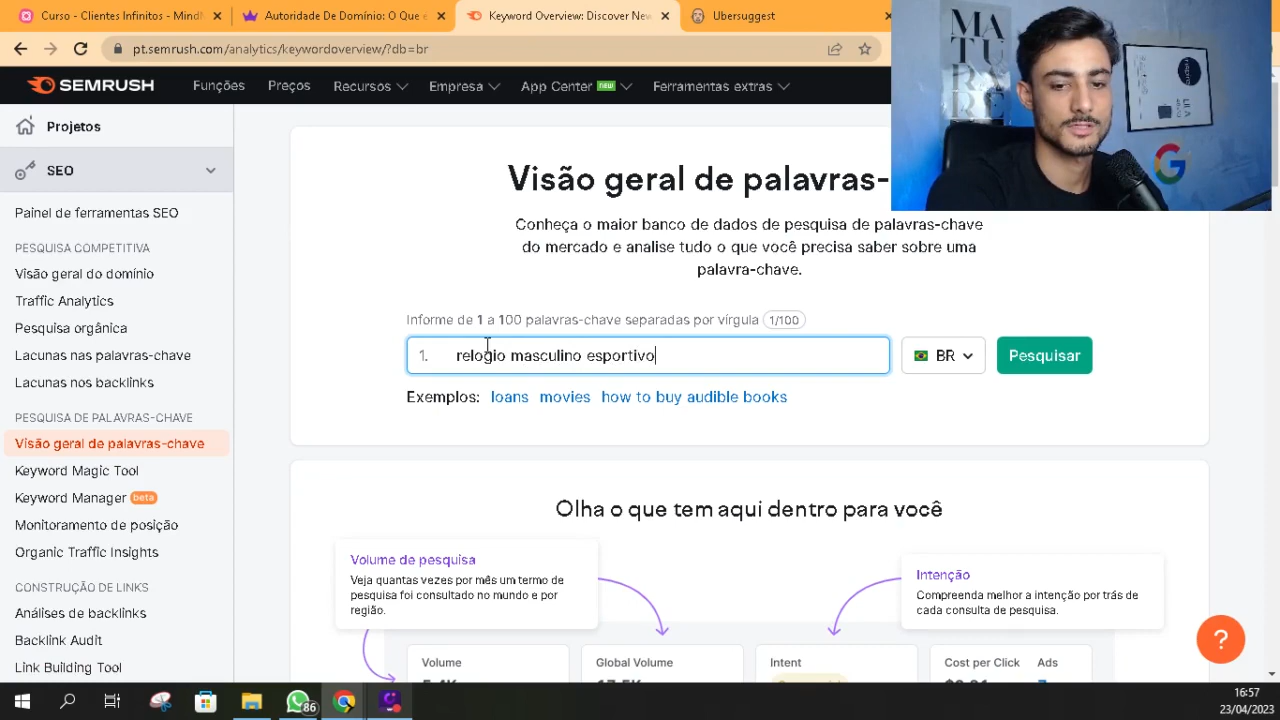 Curso - Clientes Infinitos - Mind
Autoridade De Domínio: O Que e
Keyword Overview: Discover New
Ubersuggest
pt.semrush.com/analytics/keywordoverview/?db=br
SEMRUSH
Funções
Preços
Recursos
Empresa
App Center new
Ferramentas extras
MA
TU
RE
Projetos
SEO
Painel de ferramentas SEO
PESQUISA COMPETITIVA
Visão geral do domínio
Traffic Analytics
Pesquisa orgânica
Lacunas nas palavras-chave
Lacunas nos backlinks
PESQUISA DE PALAVRAS-CHAVE
Visão geral de palavras-chave
Keyword Magic Tool
Keyword Manager beta
Monitoramento de posição
Organic Traffic Insights
CONSTRUÇÃO DE LINKS
Análises de backlinks
Backlink Audit
Link Building Tool
Visão geral de palavras-
Conheça o maior banco de dados de pesquisa de palavras-chave
do mercado e analise tudo o que você precisa saber sobre uma
palavra-chave.
Informe de 1 a 100 palavras-chave separadas por vírgula 1/100
1. relogio masculino esportivo
BR
Pesquisar
Exemplos: loans movies how to buy audible books
Olha o que tem aqui dentro para você
Volume de pesquisa
Veja quantas vezes por mês um termo de
pesquisa foi consultado no mundo e por
região.
Intenção
Compreenda melhor a intenção por trás de
cada consulta de pesquisa.
Volume
Global Volume
Intent
Cost per Click
Ads
?
86
16:57
23/04/2023